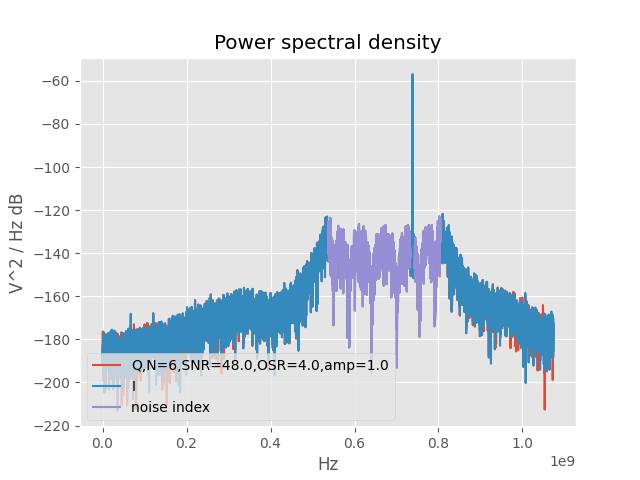 Power spectral density
V^2 / Hz dB
−60
−80
−100
−120
−140
−160
−180
−200
−220
Q,N=6,SNR=48.0,OSR=4.0,amp=1.0
I
noise index
0.0 0.2 0.4 0.6 0.8 1.0
1e9
Hz